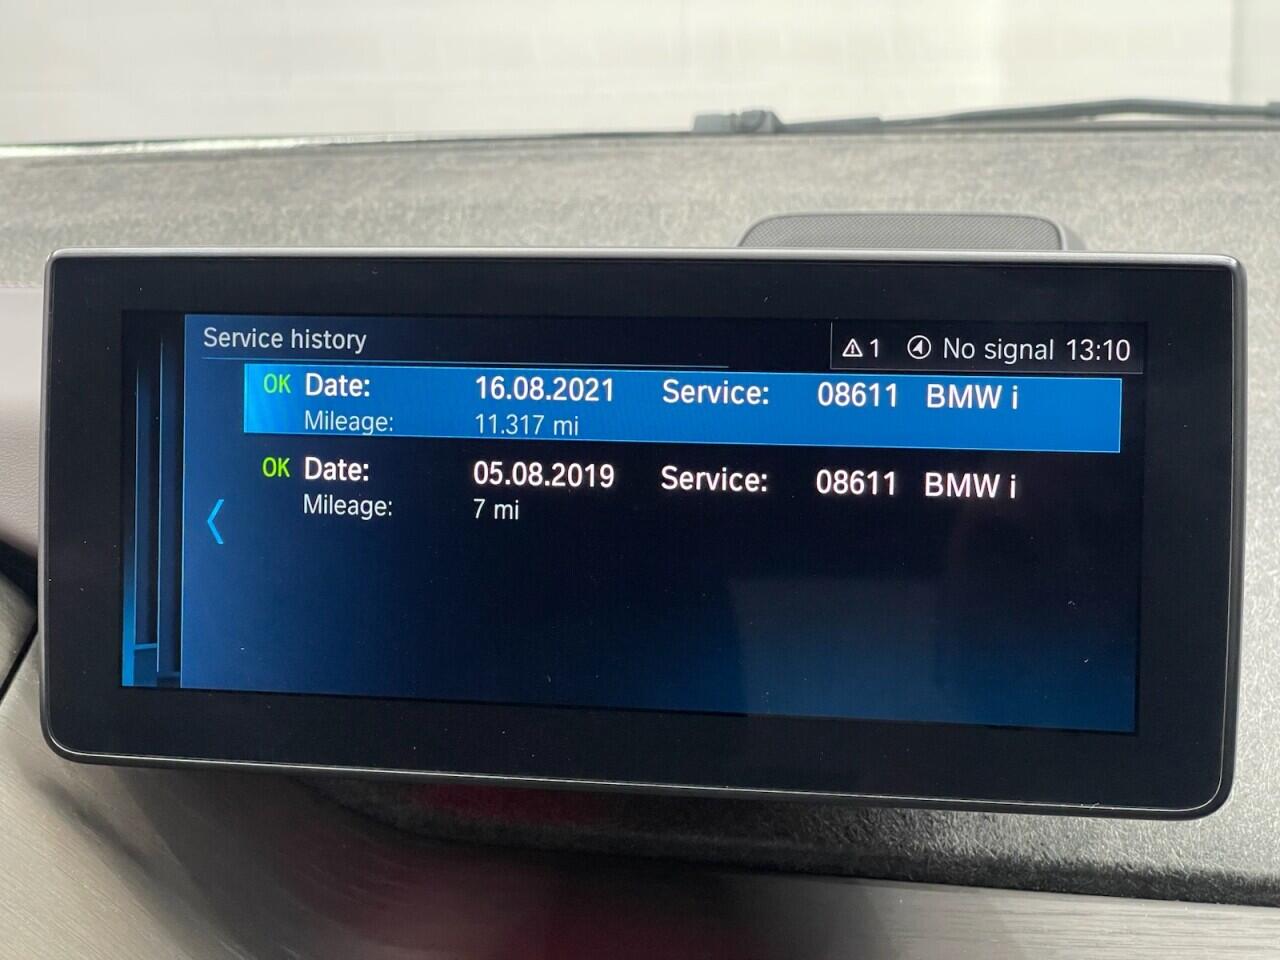 Service history
⚠1 No signal 13:10
OK Date: 16.08.2021 Service: 08611 BMW i
Mileage: 11.317 mi
OK Date: 05.08.2019 Service: 08611 BMW i
Mileage: 7 mi